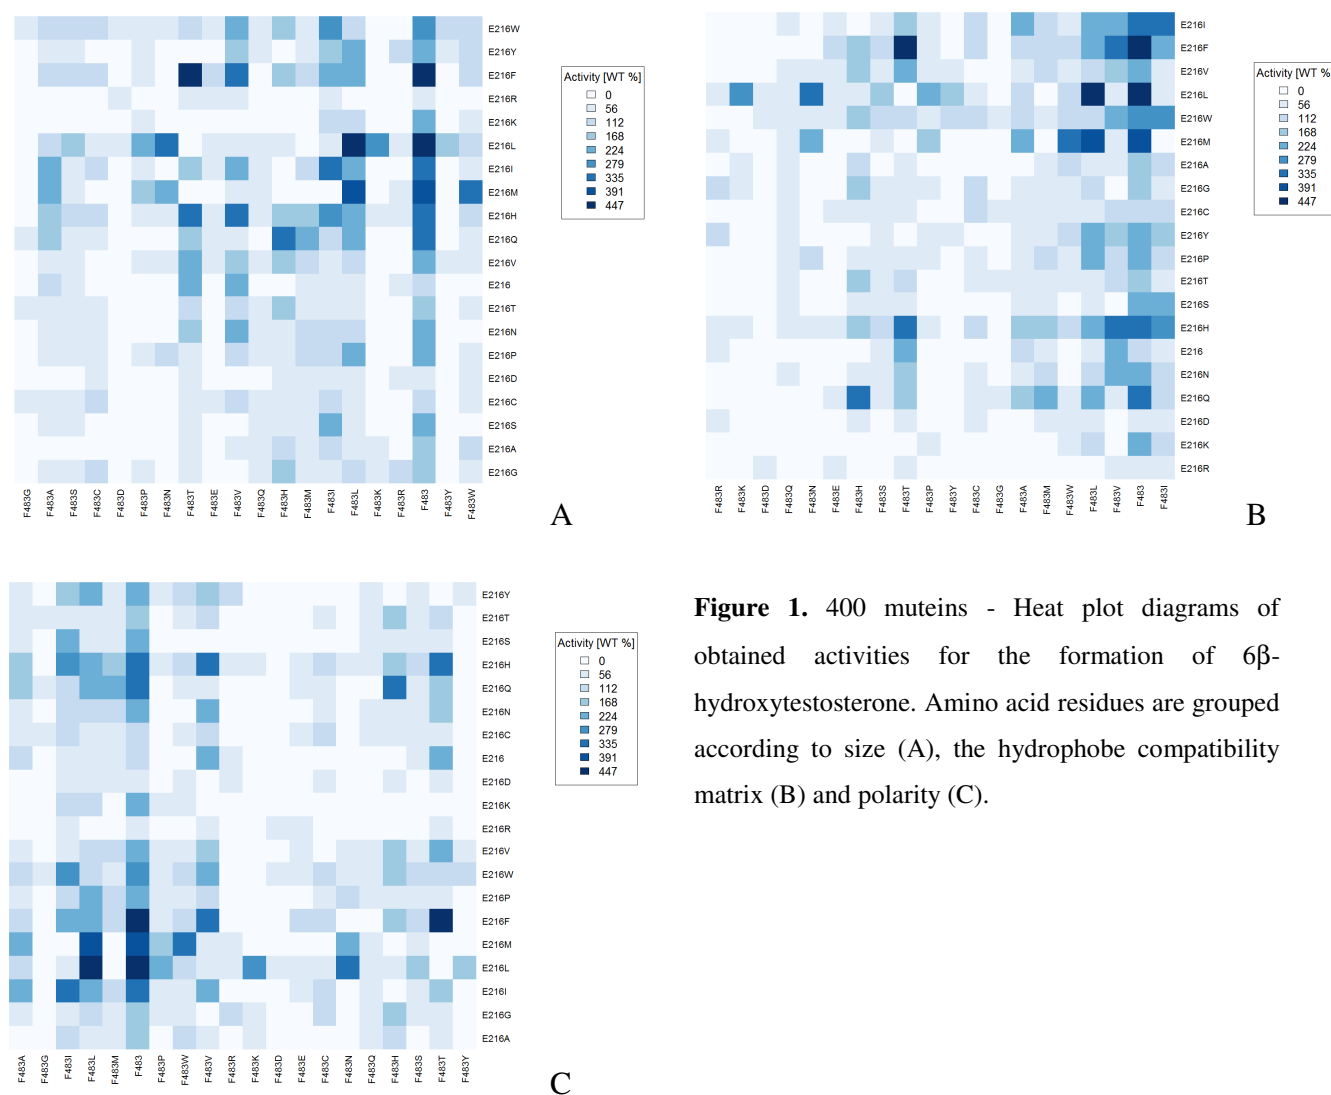 E216W
E216Y
E216F
E216R
E216K
E216L
E216I
E216M
E216H
E216Q
E216V
E216
E216T
E216N
E216P
E216D
E216C
E216S
E216A
E216G
F483G F483A F483S F483C F483D F483P F483N F483T F483E F483V F483Q F483H F483M F483I F483L F483K F483R F483 F483Y F483W
Activity [WT %]
0
56
112
168
224
279
335
391
447
A
E216I
E216F
E216V
E216L
E216W
E216M
E216A
E216G
E216C
E216Y
E216P
E216T
E216S
E216H
E216
E216N
E216Q
E216D
E216K
E216R
F483R F483K F483D F483Q F483N F483E F483H F483S F483T F483P F483Y F483C F483G F483A F483M F483W F483L F483V F483 F483I
Activity [WT %]
0
56
112
168
224
279
335
391
447
B
E216Y
E216T
E216S
E216H
E216Q
E216N
E216C
E216
E216D
E216K
E216R
E216V
E216W
E216P
E216F
E216M
E216L
E216I
E216G
E216A
F483A F483G F483I F483L F483M F483 F483P F483W F483V F483R F483K F483D F483E F483C F483N F483Q F483H F483S F483T F483Y
Activity [WT %]
0
56
112
168
224
279
335
391
447
C
Figure 1. 400 muteins - Heat plot diagrams of
obtained activities for the formation of 6β-
hydroxytestosterone. Amino acid residues are grouped
according to size (A), the hydrophobe compatibility
matrix (B) and polarity (C).